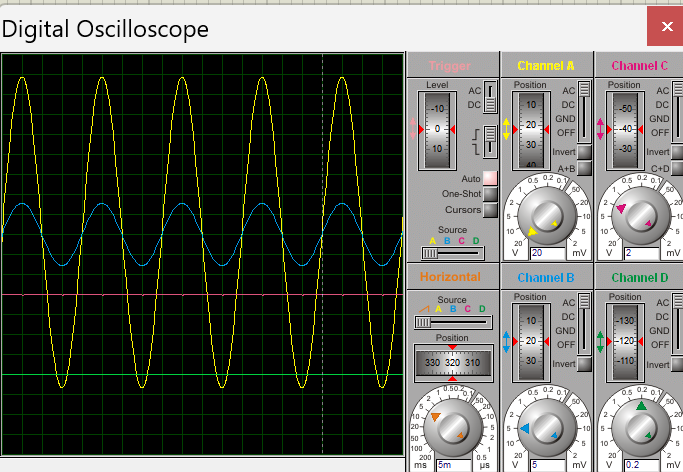 Digital Oscilloscope
Trigger
Level
10
0
10
AC
DC
Auto
One-Shot
Cursors
Source
A B C D
Horizontal
Source
A B C D
Position
330 320 310
200 100 50 20 10 5 2 1 0.5 0.2 0.1 50 20 10 5 2 1 0.5
ms
5m
µs
Channel A
Position
10
20
30
40
AC
DC
GND
OFF
Invert
A+B
20 10 5 2 1 0.5 0.2 0.1 50 20 10 5 2
V
20
mV
Channel B
Position
10
20
30
AC
DC
GND
OFF
Invert
20 10 5 2 1 0.5 0.2 0.1 50 20 10 5 2
V
5
mV
Channel C
Position
-50
-40
-30
AC
DC
GND
OFF
Invert
C+D
20 10 5 2 1 0.5 0.2 0.1 50 20 10 5 2
V
2
mV
Channel D
Position
-130
-120
-110
AC
DC
GND
OFF
Invert
20 10 5 2 1 0.5 0.2 0.1 50 20 10 5 2
V
0.2
mV